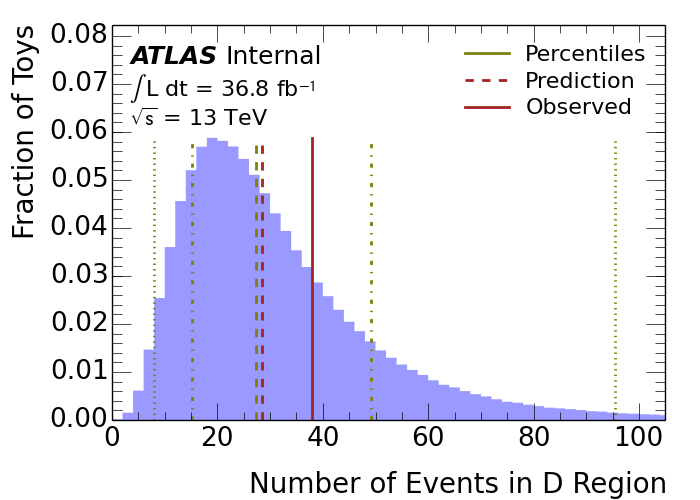 ATLAS Internal
∫L dt = 36.8 fb⁻¹
√s = 13 TeV
Percentiles
Prediction
Observed
Fraction of Toys
0.08
0.07
0.06
0.05
0.04
0.03
0.02
0.01
0.00
0 20 40 60 80 100
Number of Events in D Region